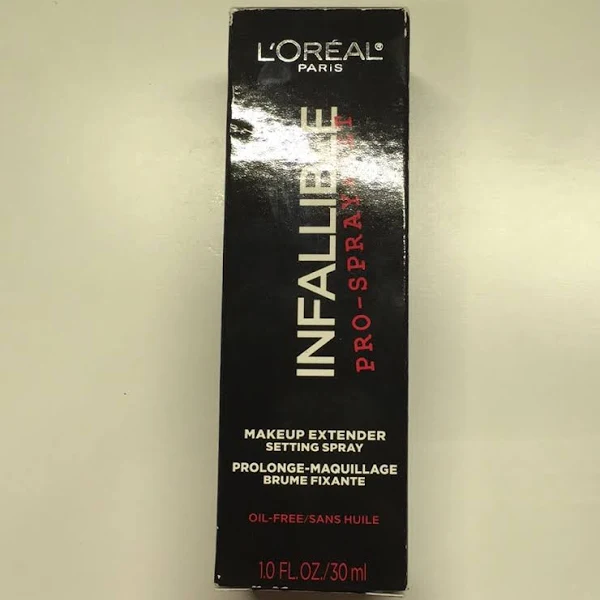 L'ORÉAL®
PARIS
INFALLIBLE
PRO-SPRAY
MAKEUP EXTENDER
SETTING SPRAY
PROLONGE-MAQUILLAGE
BRUME FIXANTE
OIL-FREE/SANS HUILE
1.0 FL.OZ./30 ml